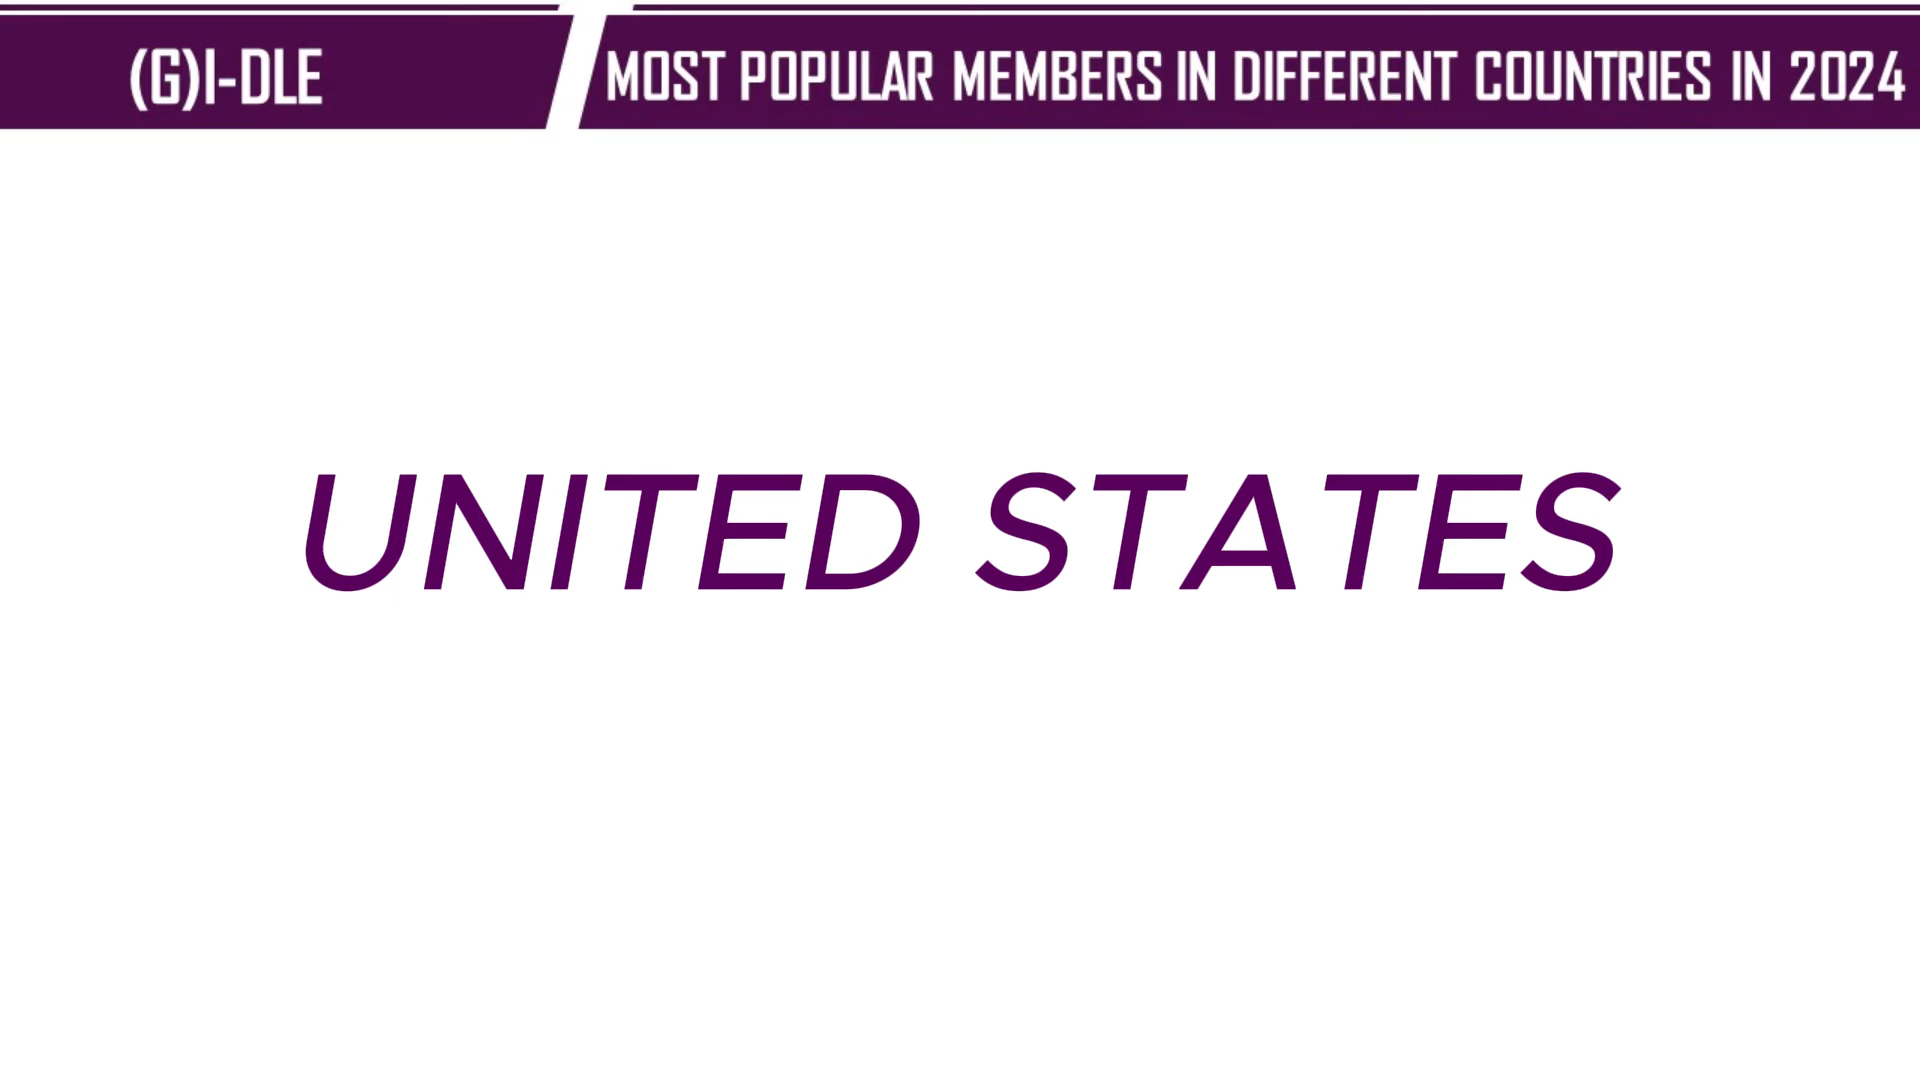 (G)I-DLE
MOST POPULAR MEMBERS IN DIFFERENT COUNTRIES IN 2024
UNITED STATES